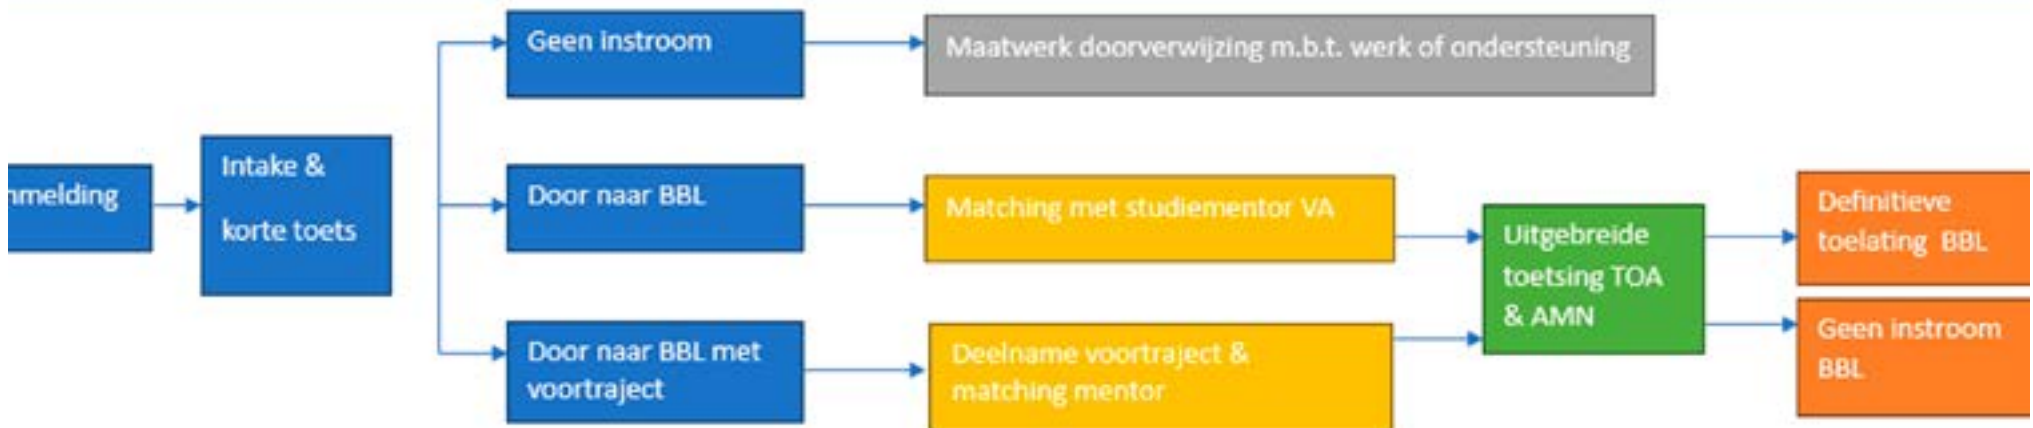 Geen instroom
Maatwerk doorverwijzing m.b.t. werk of ondersteuning
nmelding
Intake &
korte toets
Door naar BBL
Matching met studiementor VA
Uitgebreide
toetsing TOA
& AMN
Definitieve
toelating BBL
Door naar BBL met
voortraject
Deelname voortraject &
matching mentor
Geen instroom
BBL